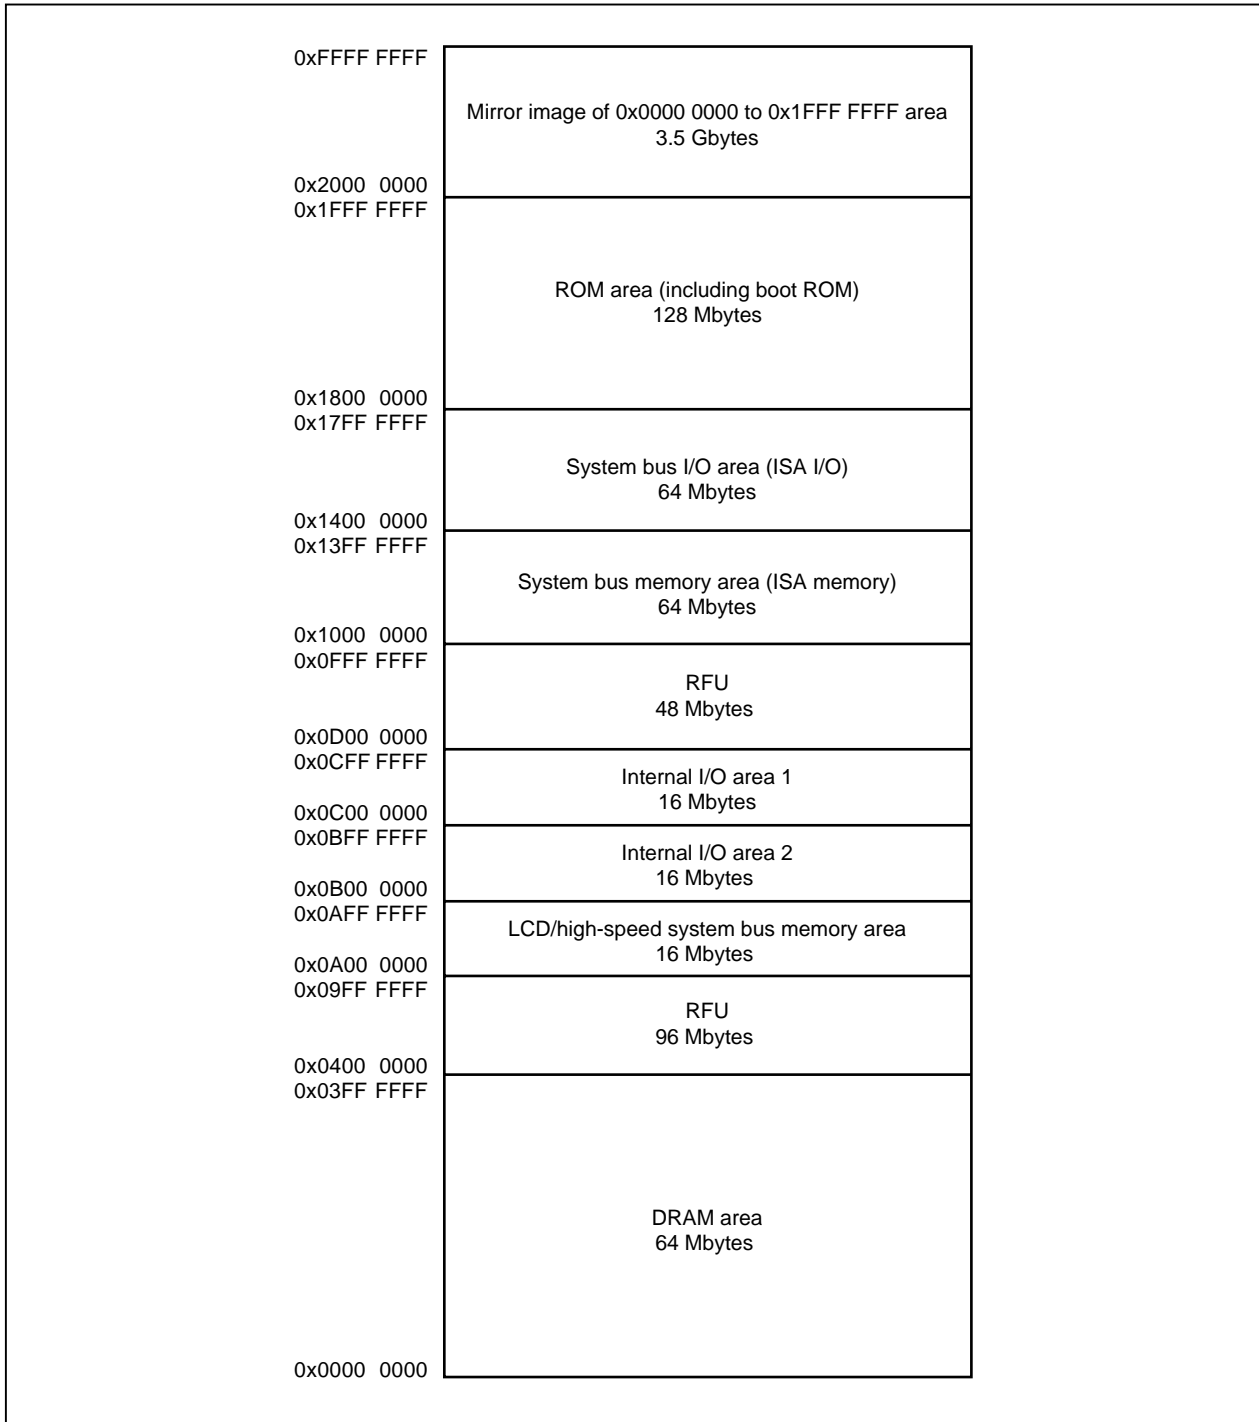 0xFFFF FFFF
Mirror image of 0x0000 0000 to 0x1FFF FFFF area
3.5 Gbytes
0x2000 0000
0x1FFF FFFF
ROM area (including boot ROM)
128 Mbytes
0x1800 0000
0x17FF FFFF
System bus I/O area (ISA I/O)
64 Mbytes
0x1400 0000
0x13FF FFFF
System bus memory area (ISA memory)
64 Mbytes
0x1000 0000
0x0FFF FFFF
RFU
48 Mbytes
0x0D00 0000
0x0CFF FFFF
Internal I/O area 1
16 Mbytes
0x0C00 0000
0x0BFF FFFF
Internal I/O area 2
16 Mbytes
0x0B00 0000
0x0AFF FFFF
LCD/high-speed system bus memory area
16 Mbytes
0x0A00 0000
0x09FF FFFF
RFU
96 Mbytes
0x0400 0000
0x03FF FFFF
DRAM area
64 Mbytes
0x0000 0000